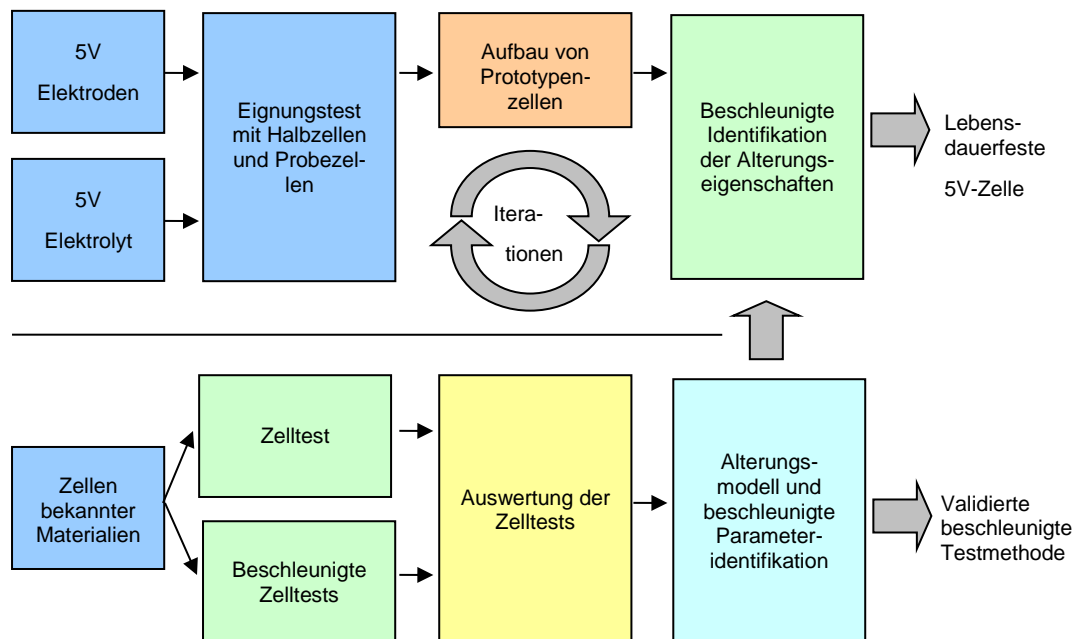 5V
Elektroden
5V
Elektrolyt
Eignungstest
mit Halbzellen
und Probezel-
len
Aufbau von
Prototypen-
zellen
Itera-
tionen
Beschleunigte
Identifikation
der Alterungs-
eigenschaften
Lebens-
dauerfeste
5V-Zelle
Zellen
bekannter
Materialien
Zelltest
Beschleunigte
Zelltests
Auswertung der
Zelltests
Alterungs-
modell und
beschleunigte
Parameter-
identifikation
Validierte
beschleunigte
Testmethode